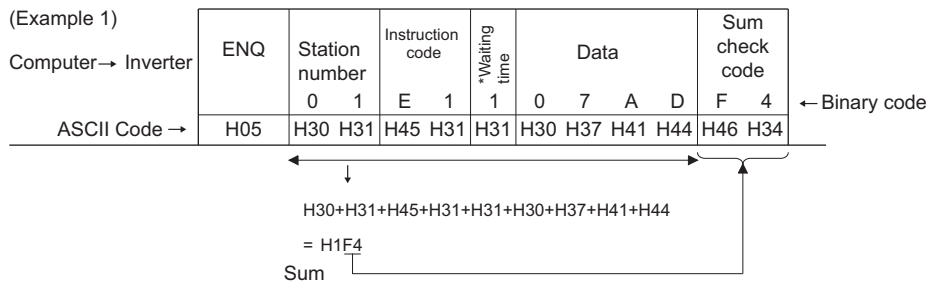 (Example 1)
Computer→ Inverter
ENQ
Station number
Instruction code
*Waiting time
Data
Sum check code
0 1 E 1 1 0 7 A D F 4
←Binary code
ASCII Code →
H05 H30 H31 H45 H31 H31 H30 H37 H41 H44 H46 H34
H30+H31+H45+H31+H31+H30+H37+H41+H44
= H1F4
Sum